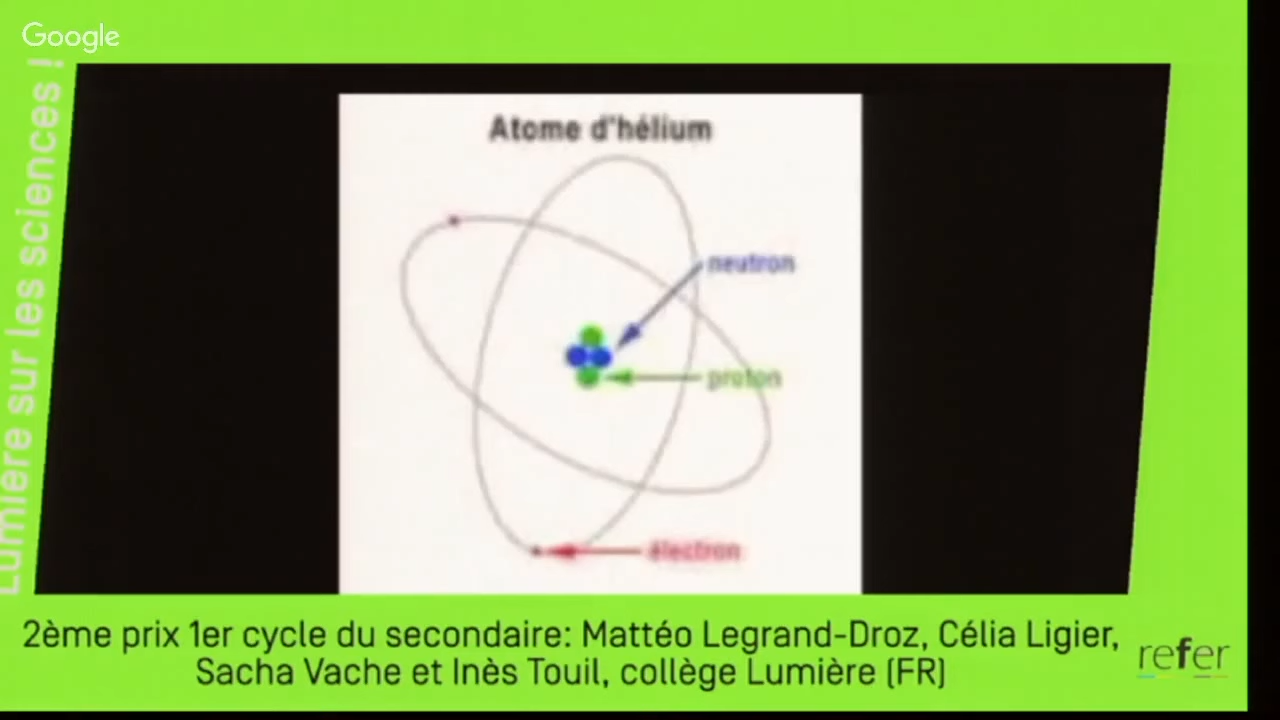 Google
Lumière sur les sciences !
Atome d'hélium
neutron
proton
électron
2ème prix 1er cycle du secondaire: Mattéo Legrand-Droz, Célia Ligier,
Sacha Vache et Inès Touil, collège Lumière (FR)
refer